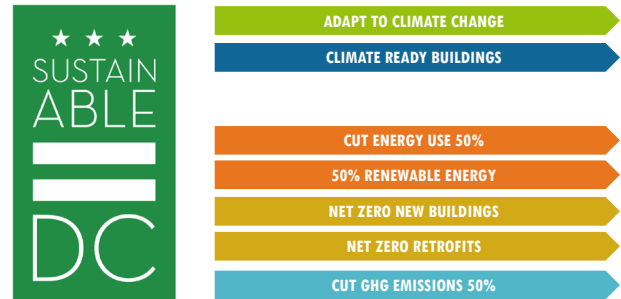 SUSTAIN
ABLE
DC
ADAPT TO CLIMATE CHANGE
CLIMATE READY BUILDINGS
CUT ENERGY USE 50%
50% RENEWABLE ENERGY
NET ZERO NEW BUILDINGS
NET ZERO RETROFITS
CUT GHG EMISSIONS 50%